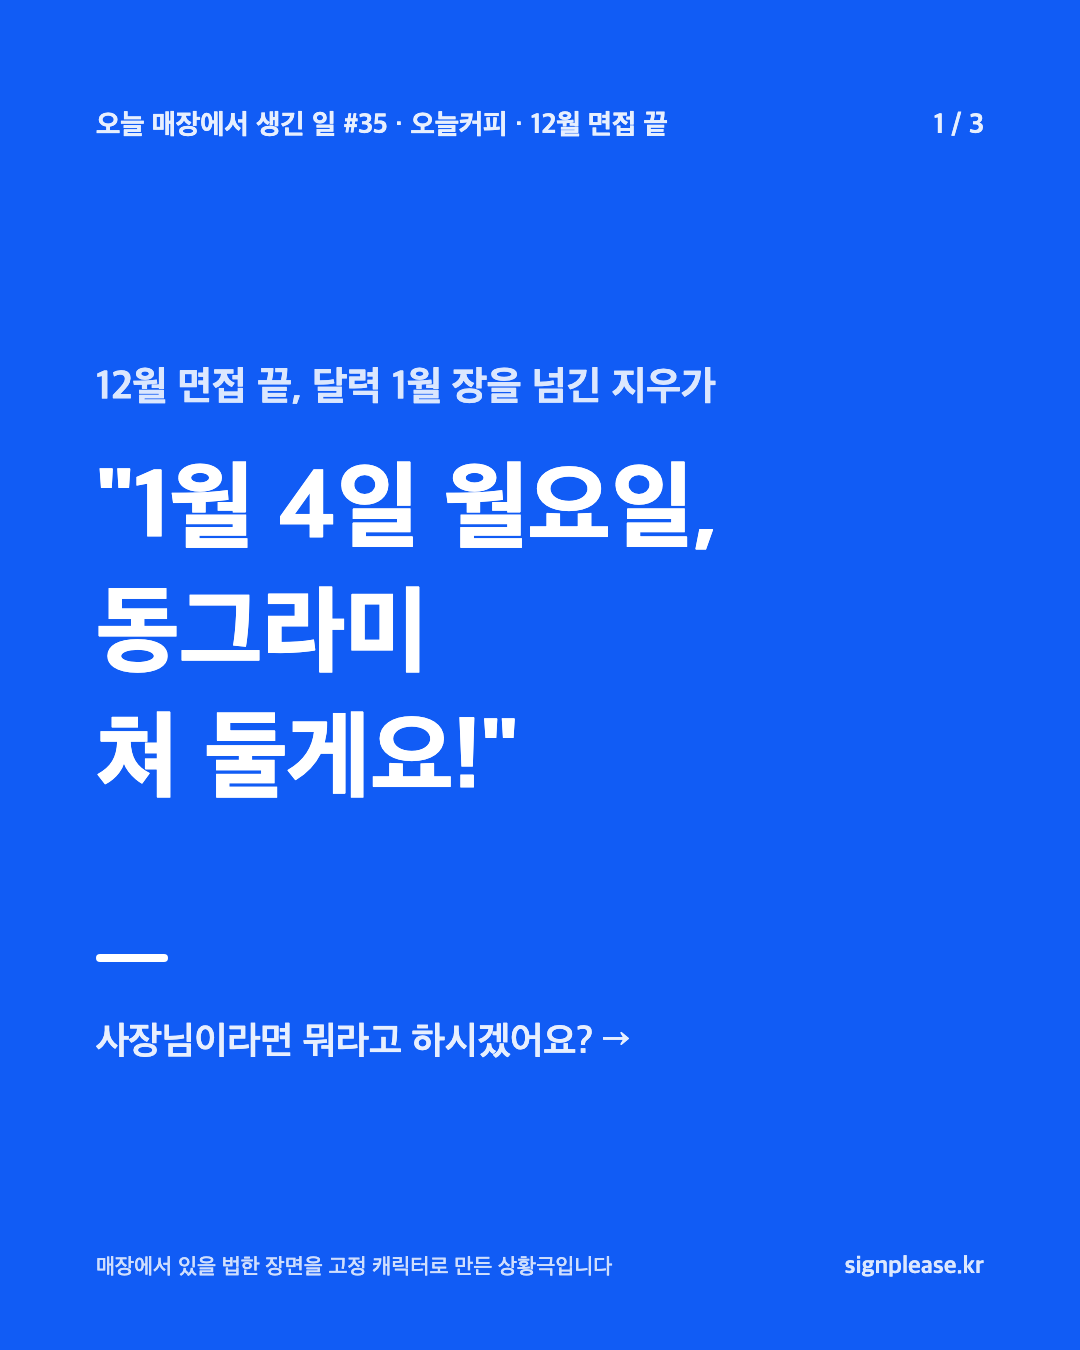 오늘 매장에서 생긴 일 #35 · 오늘커피 · 12월 면접 끝
1 / 3
12월 면접 끝, 달력 1월 장을 넘긴 지우가
"1월 4일 월요일,
동그라미
쳐 둘게요!"
사장님이라면 뭐라고 하시겠어요? →
매장에서 있을 법한 장면을 고정 캐릭터로 만든 상황극입니다
signplease.kr